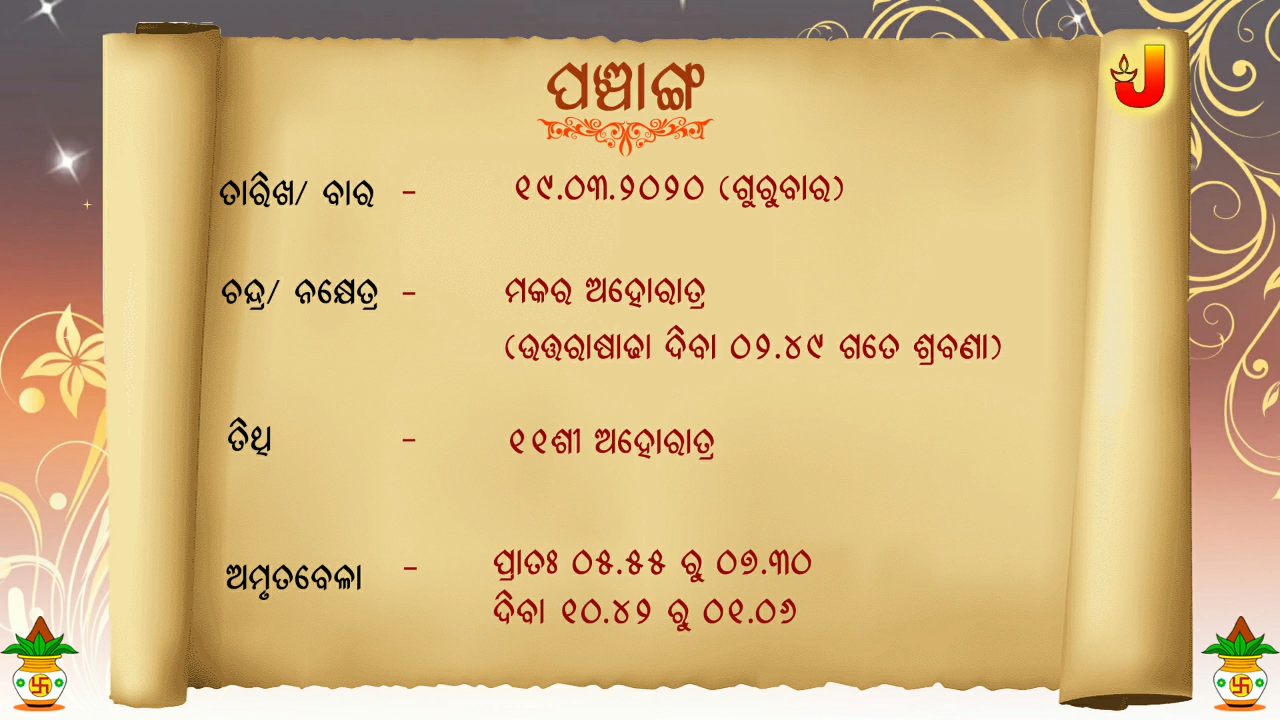 ପଞ୍ଚାଙ୍ଗ
J
ତାରିଖ/ ବାର - ୧୯.୦୩.୨୦୨୦ (ଗୁରୁବାର)
ଚନ୍ଦ୍ର/ ନକ୍ଷେତ୍ର - ମକର ଅହୋରାତ୍ର
(ଉତ୍ତରାଷାଢା ଦିବା ୦୨.୪୯ ଗତେ ଶ୍ରବଣା)
ତିଥି - ୧୧ଶୀ ଅହୋରାତ୍ର
ଅମୃତବେଳା - ପ୍ରାତଃ ୦୫.୫୫ ରୁ ୦୭.୩୦
ଦିବା ୧୦.୪୨ ରୁ ୦୧.୦୬